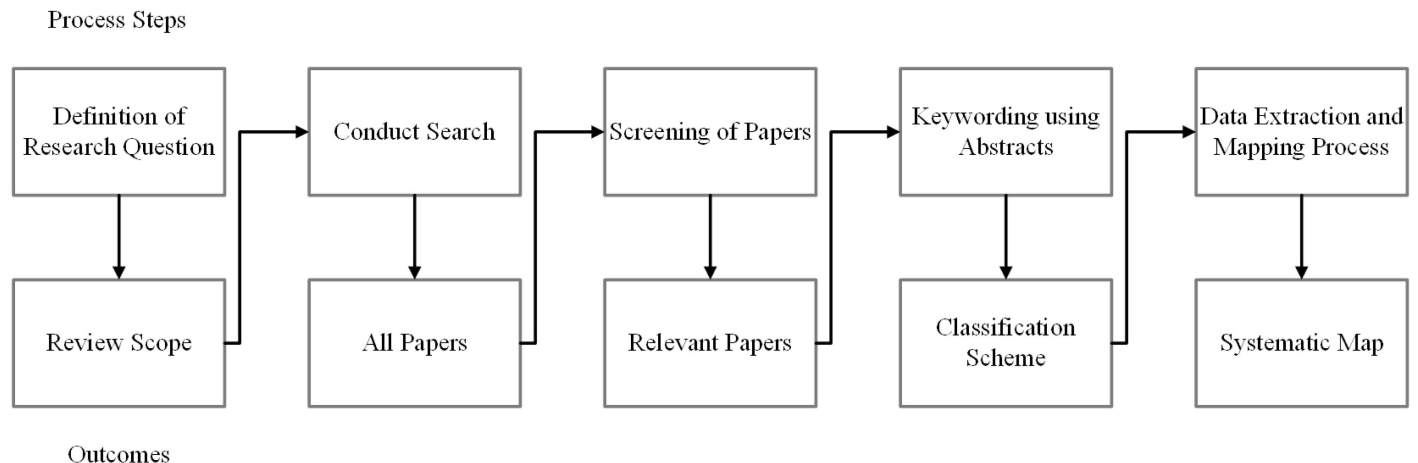 Process Steps
Definition of
Research Question
Conduct Search
Screening of Papers
Keywording using
Abstracts
Data Extraction and
Mapping Process
Review Scope
All Papers
Relevant Papers
Classification
Scheme
Systematic Map
Outcomes